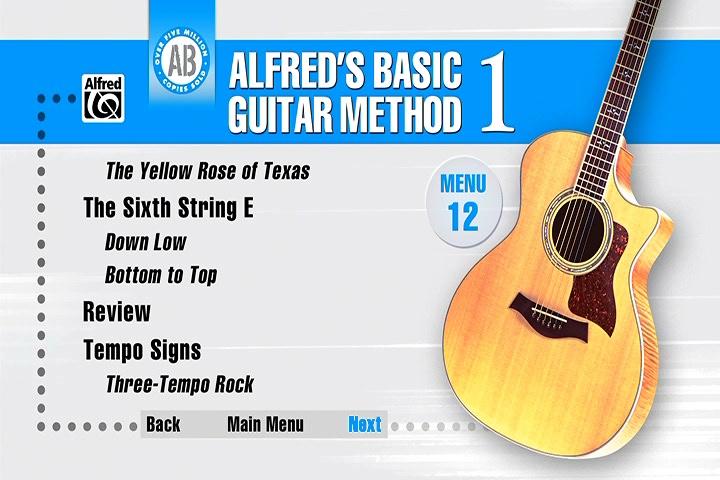 OVER FIVE MILLION
AB
COPIES SOLD
Alfred
ALFRED'S BASIC
GUITAR METHOD 1
The Yellow Rose of Texas
MENU
12
The Sixth String E
Down Low
Bottom to Top
Review
Tempo Signs
Three-Tempo Rock
Back Main Menu Next